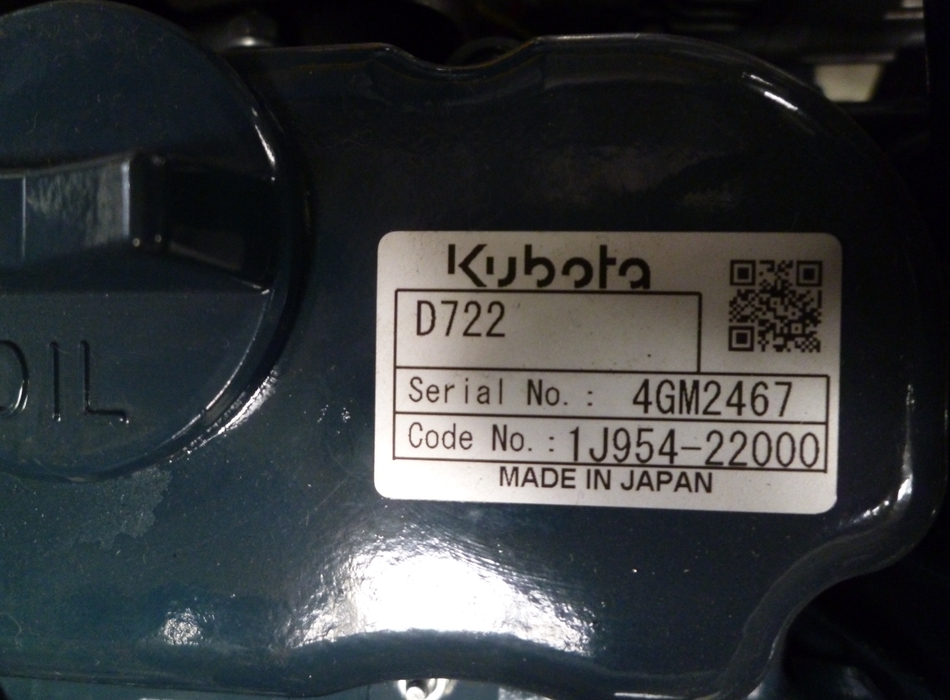 Kubota
D722
Serial No.: 4GM2467
Code No.: 1J954-22000
MADE IN JAPAN
OIL